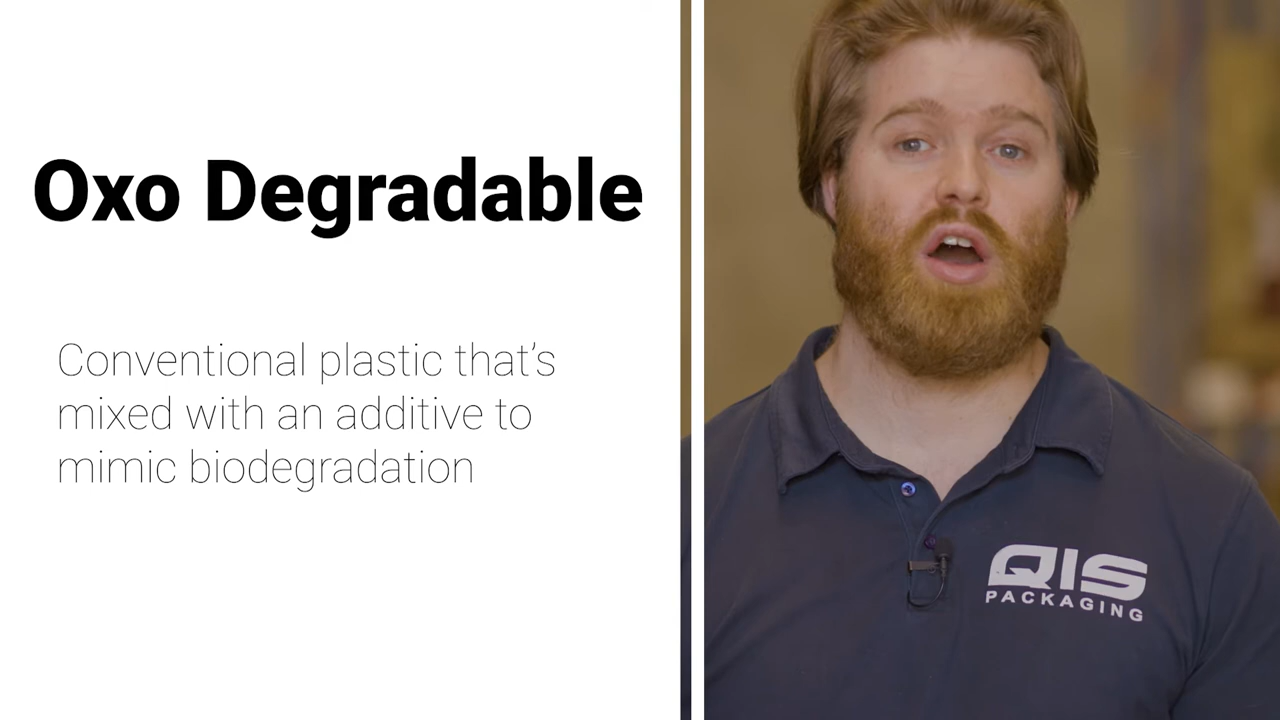 Oxo Degradable
Conventional plastic that's
mixed with an additive to
mimic biodegradation
QIS
PACKAGING